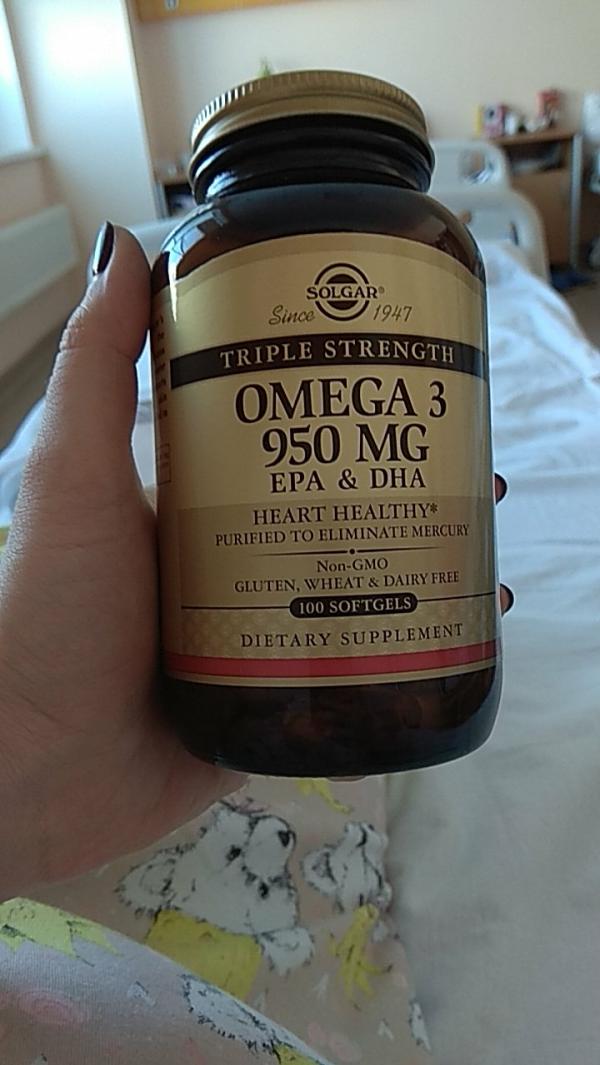 SOLGAR®
Since 1947
TRIPLE STRENGTH
OMEGA 3
950 MG
EPA & DHA
HEART HEALTHY*
PURIFIED TO ELIMINATE MERCURY
Non-GMO
GLUTEN, WHEAT & DAIRY FREE
100 SOFTGELS
DIETARY SUPPLEMENT